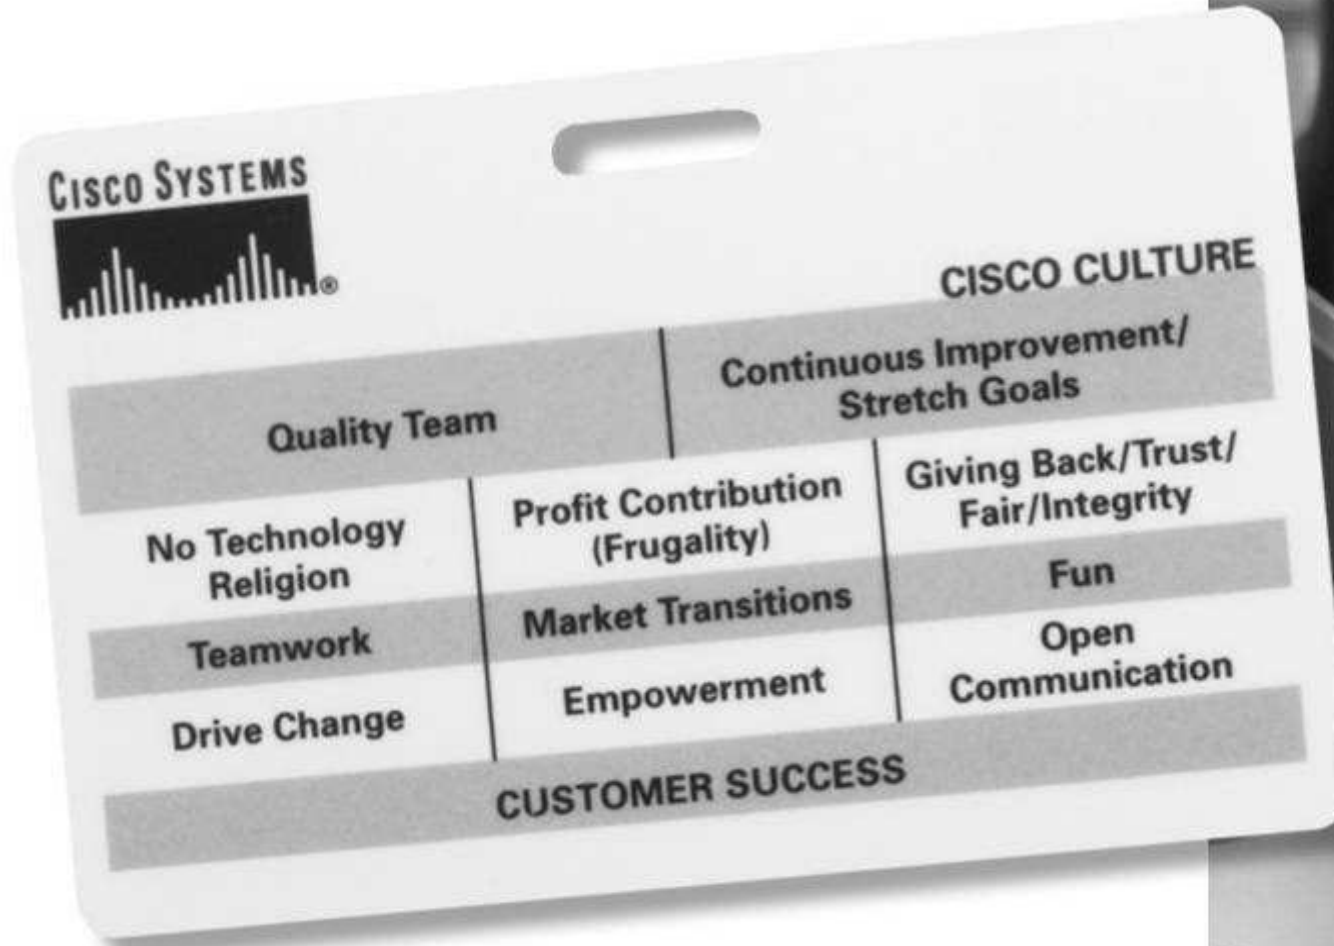 CISCO SYSTEMS
®
CISCO CULTURE
Quality Team
Continuous Improvement/
Stretch Goals
No Technology
Religion
Profit Contribution
(Frugality)
Giving Back/Trust/
Fair/Integrity
Teamwork
Market Transitions
Fun
Drive Change
Empowerment
Open
Communication
CUSTOMER SUCCESS